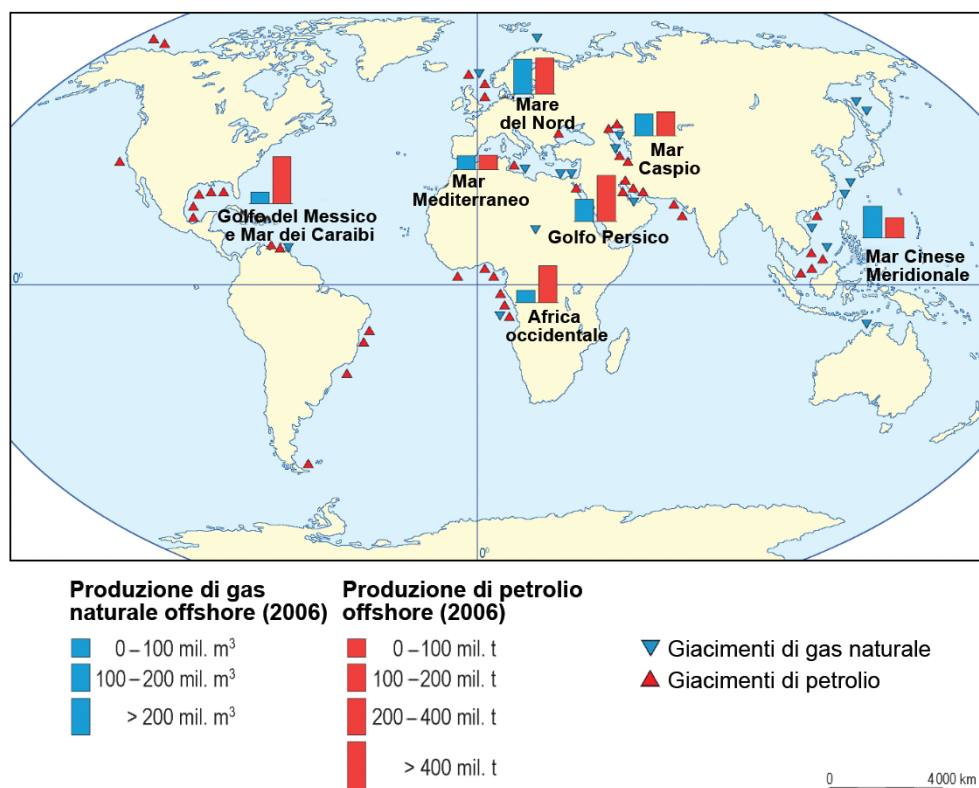 Mare
del Nord
Mar
Caspio
Mar
Mediterraneo
Golfo del Messico
e Mar dei Caraibi
Golfo Persico
Mar Cinese
Meridionale
0°
Africa
occidentale
0°
Produzione di gas
naturale offshore (2006)
0–100 mil. m³
100–200 mil. m³
> 200 mil. m³
Produzione di petrolio
offshore (2006)
0–100 mil. t
100–200 mil. t
200–400 mil. t
> 400 mil. t
Giacimenti di gas naturale
Giacimenti di petrolio
0 4000 km